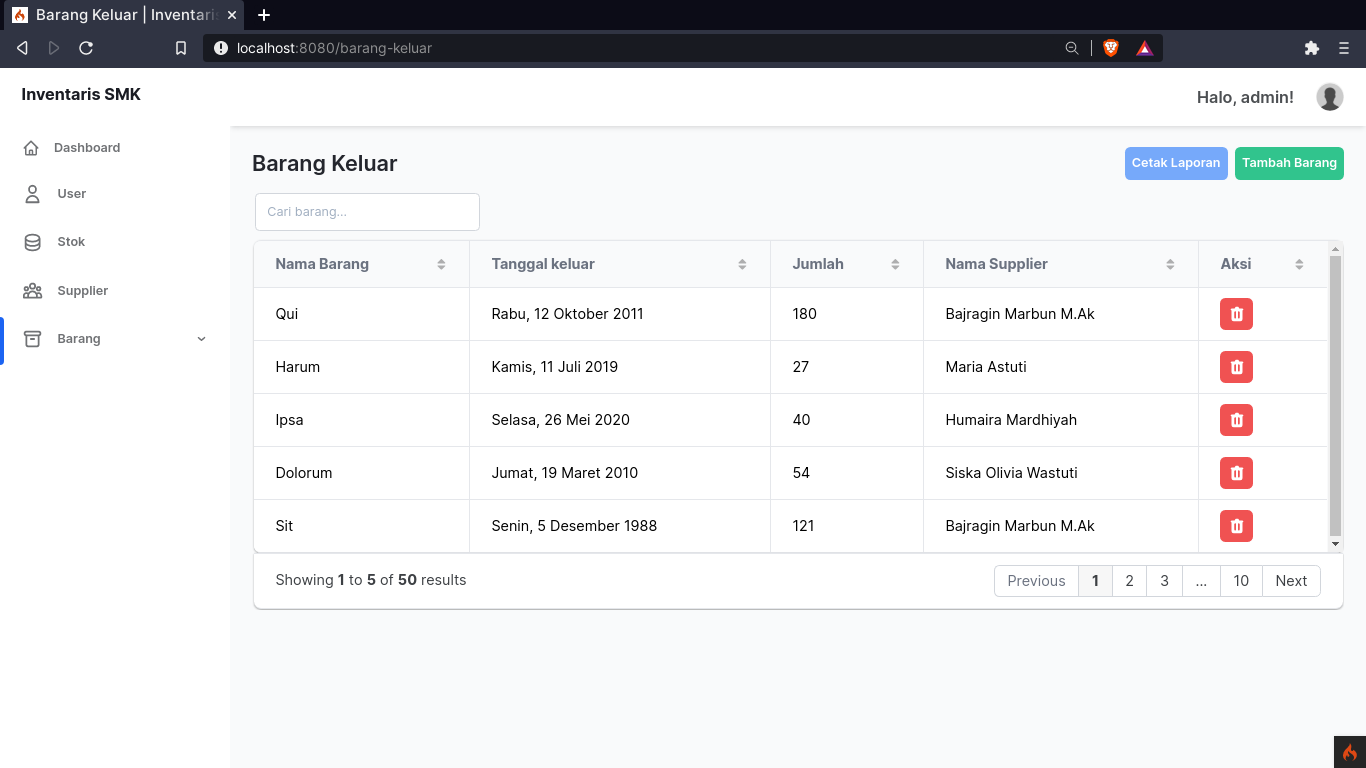 Barang Keluar | Inventaris
localhost:8080/barang-keluar
Inventaris SMK
Halo, admin!
Dashboard
User
Stok
Supplier
Barang
Barang Keluar
Cetak Laporan
Tambah Barang
Cari barang...
Nama Barang Tanggal keluar Jumlah Nama Supplier Aksi
Qui Rabu, 12 Oktober 2011 180 Bajragin Marbun M.Ak
Harum Kamis, 11 Juli 2019 27 Maria Astuti
Ipsa Selasa, 26 Mei 2020 40 Humaira Mardhiyah
Dolorum Jumat, 19 Maret 2010 54 Siska Olivia Wastuti
Sit Senin, 5 Desember 1988 121 Bajragin Marbun M.Ak
Showing 1 to 5 of 50 results
Previous 1 2 3 ... 10 Next